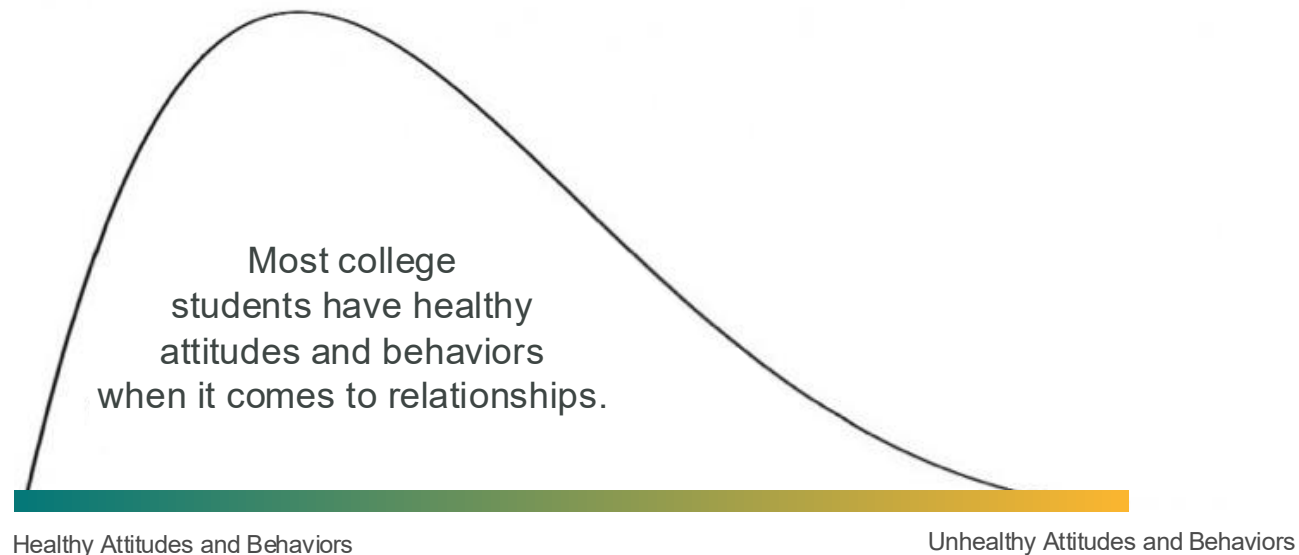 Most college
students have healthy
attitudes and behaviors
when it comes to relationships.
Healthy Attitudes and Behaviors
Unhealthy Attitudes and Behaviors